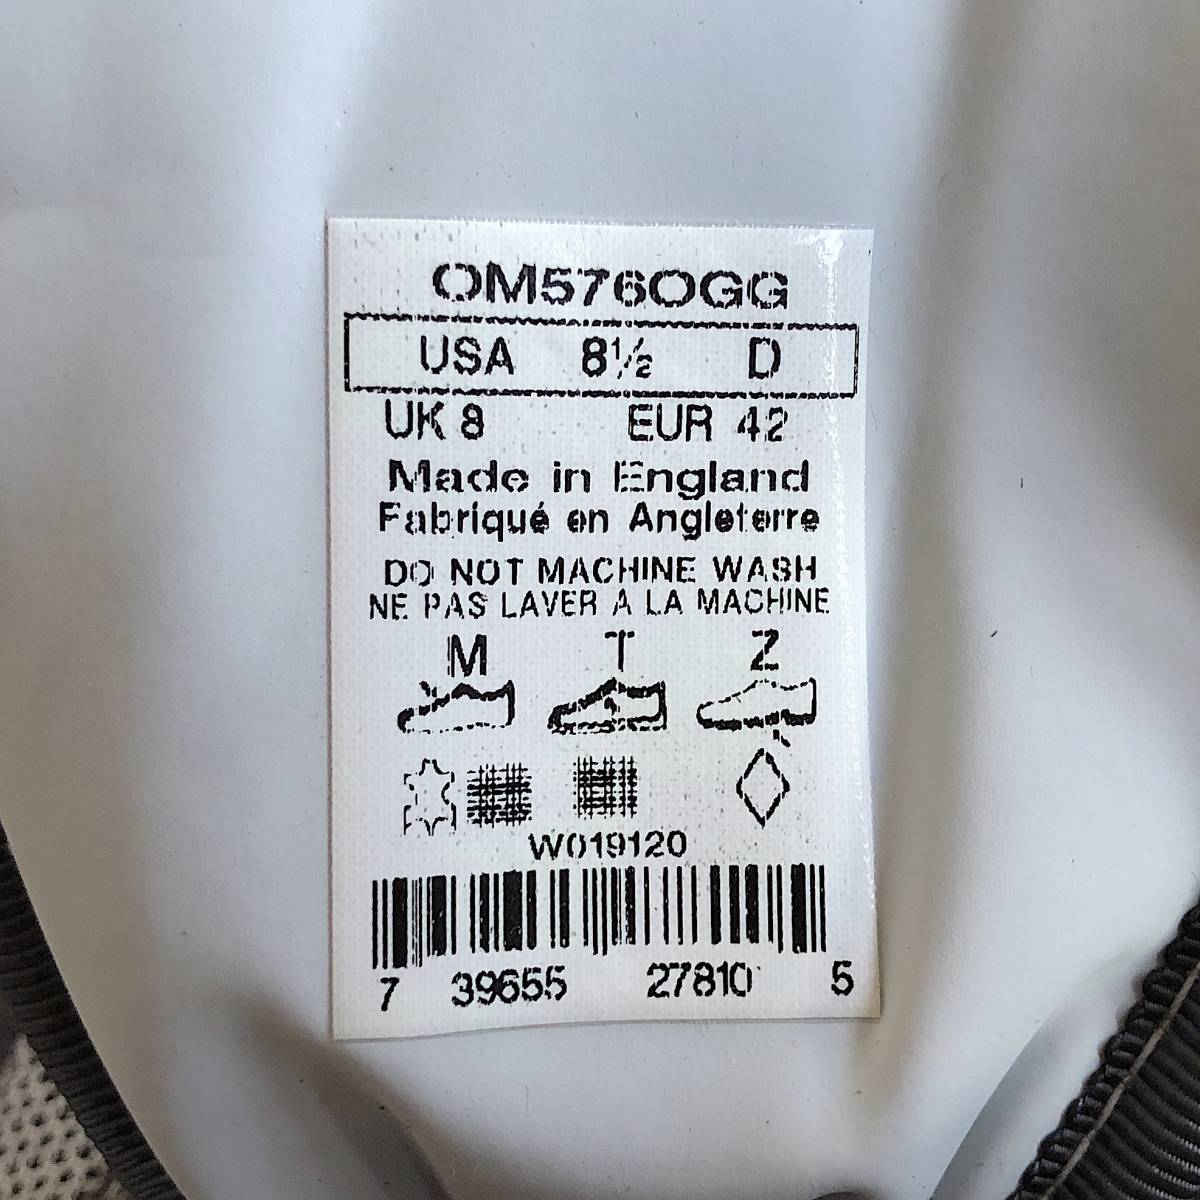 OM576OGG
USA 8½ D
UK 8 EUR 42
Made in England
Fabriqué en Angleterre
DO NOT MACHINE WASH
NE PAS LAVER A LA MACHINE
M T Z
W019120
7 39655 27810 5